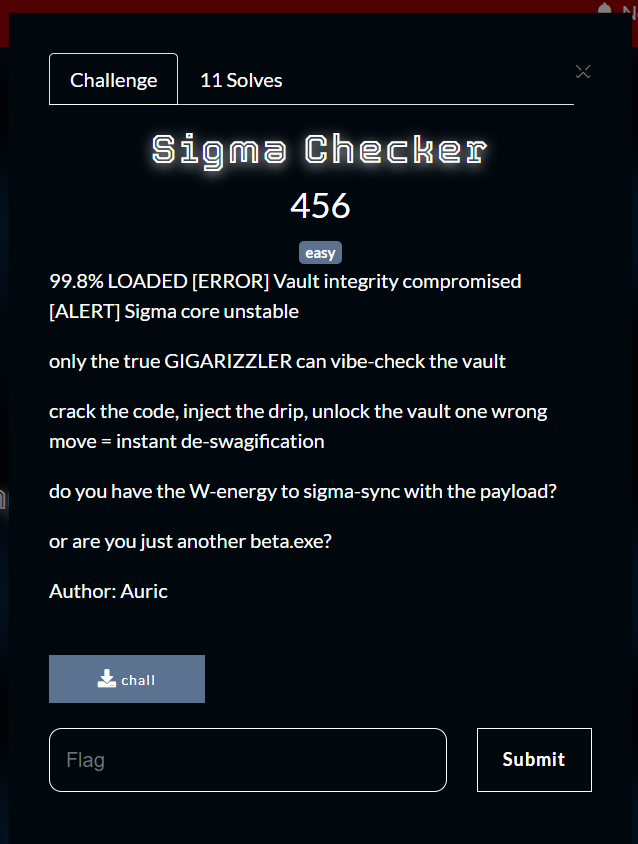 Challenge
11 Solves
Sigma Checker
456
easy
99.8% LOADED [ERROR] Vault integrity compromised
[ALERT] Sigma core unstable
only the true GIGARIZZLER can vibe-check the vault
crack the code, inject the drip, unlock the vault one wrong
move = instant de-swagification
do you have the W-energy to sigma-sync with the payload?
or are you just another beta.exe?
Author: Auric
chall
Flag
Submit